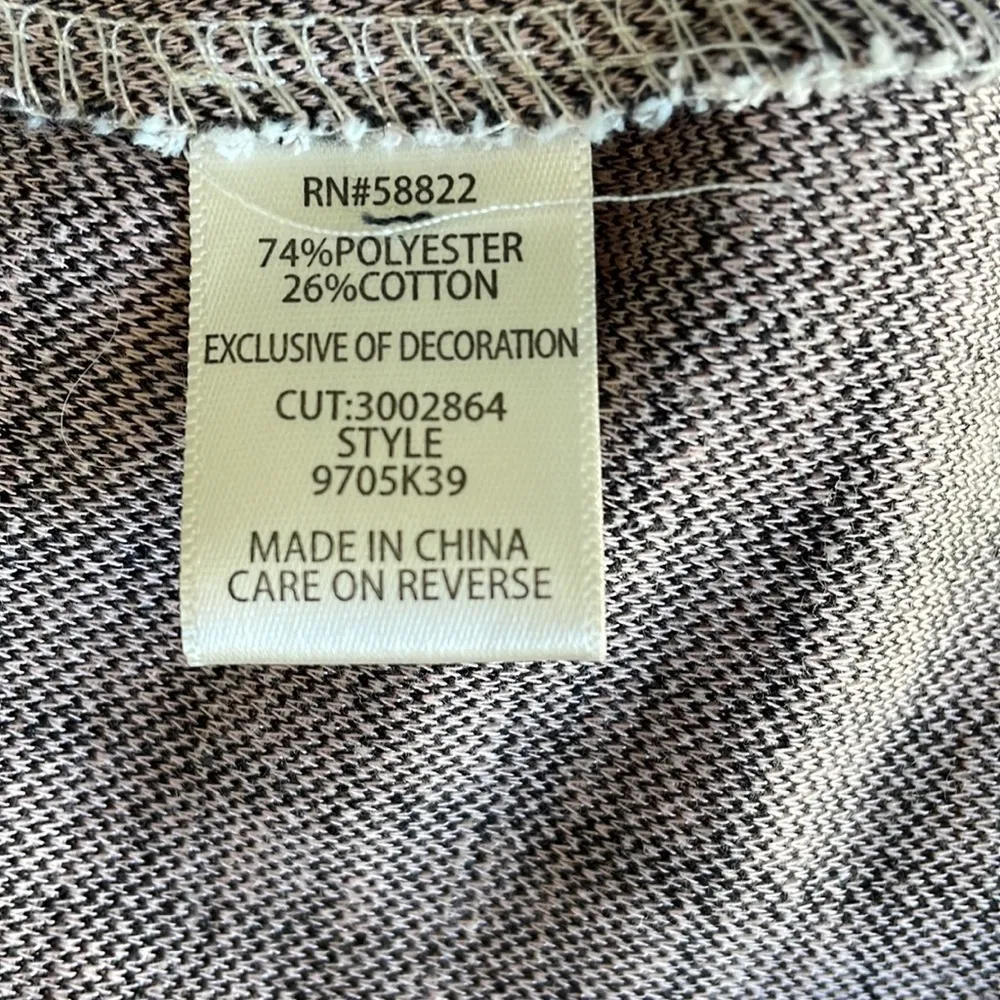 RN#58822
74%POLYESTER
26%COTTON
EXCLUSIVE OF DECORATION
CUT:3002864
STYLE
9705K39
MADE IN CHINA
CARE ON REVERSE